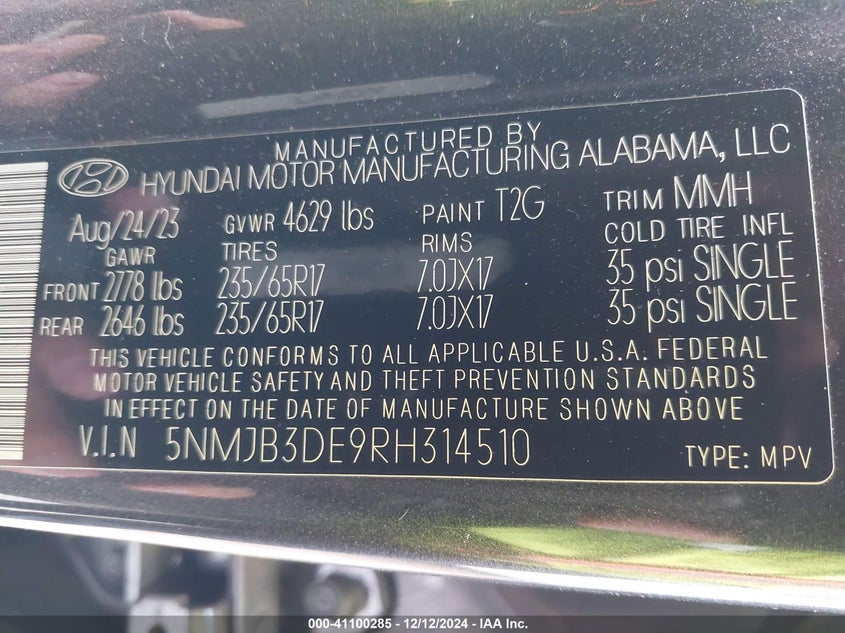 MANUFACTURED BY
HYUNDAI MOTOR MANUFACTURING ALABAMA, LLC
Aug/24/23 GVWR 4629 lbs PAINT T2G TRIM MMH
GAWR TIRES RIMS COLD TIRE INFL
FRONT 2778 lbs 235/65R17 7.0JX17 35 psi SINGLE
REAR 2646 lbs 235/65R17 7.0JX17 35 psi SINGLE
THIS VEHICLE CONFORMS TO ALL APPLICABLE U.S.A. FEDERAL
MOTOR VEHICLE SAFETY AND THEFT PREVENTION STANDARDS
IN EFFECT ON THE DATE OF MANUFACTURE SHOWN ABOVE
V.I.N 5NMJB3DE9RH314510 TYPE: MPV
000-41100285 - 12/12/2024 - IAA Inc.